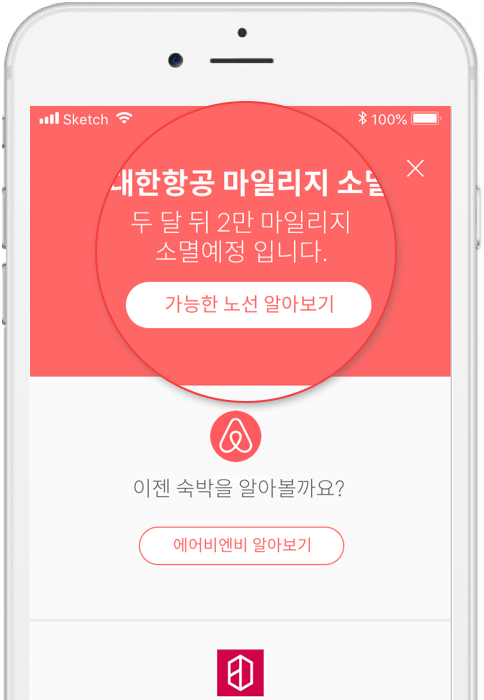 Sketch 100%
대한항공 마일리지 소멸
두 달 뒤 2만 마일리지
소멸예정 입니다.
가능한 노선 알아보기
이젠 숙박을 알아볼까요?
에어비엔비 알아보기